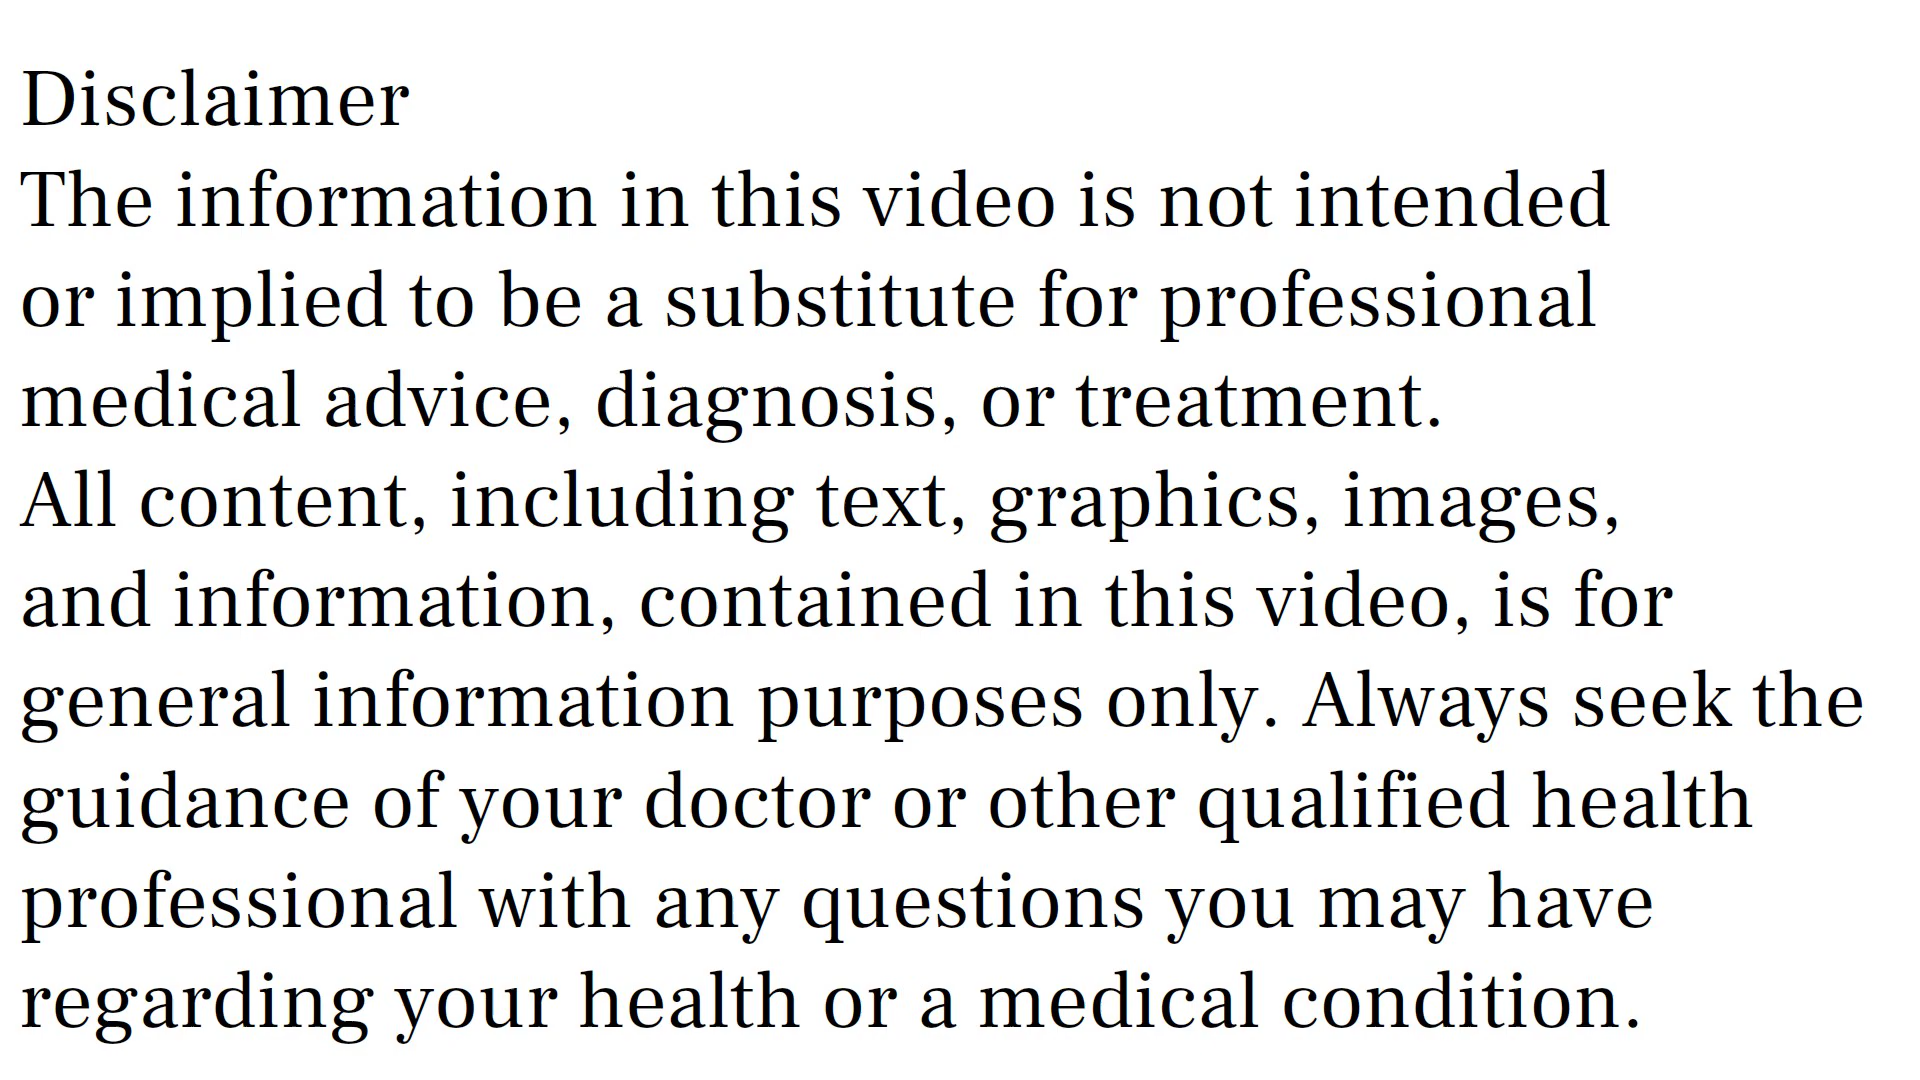 Disclaimer
The information in this video is not intended
or implied to be a substitute for professional
medical advice, diagnosis, or treatment.
All content, including text, graphics, images,
and information, contained in this video, is for
general information purposes only. Always seek the
guidance of your doctor or other qualified health
professional with any questions you may have
regarding your health or a medical condition.